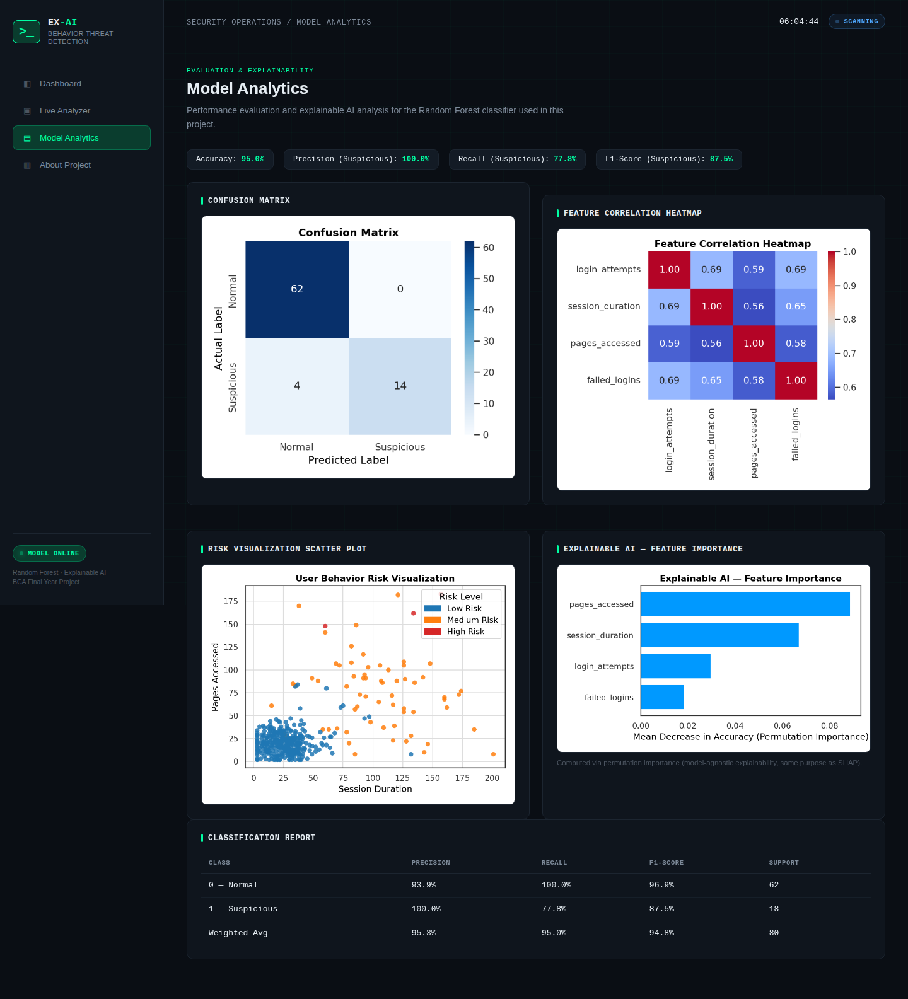 >_
EX-AI
BEHAVIOR THREAT
DETECTION
Dashboard
Live Analyzer
Model Analytics
About Project
MODEL ONLINE
Random Forest · Explainable AI
BCA Final Year Project
SECURITY OPERATIONS / MODEL ANALYTICS
06:04:44
SCANNING
EVALUATION & EXPLAINABILITY
Model Analytics
Performance evaluation and explainable AI analysis for the Random Forest classifier used in this
project.
Accuracy: 95.0%
Precision (Suspicious): 100.0%
Recall (Suspicious): 77.8%
F1-Score (Suspicious): 87.5%
CONFUSION MATRIX
Confusion Matrix
Actual Label
Normal
Suspicious
62
0
4
14
Normal
Suspicious
Predicted Label
60
50
40
30
20
10
0
FEATURE CORRELATION HEATMAP
Feature Correlation Heatmap
login_attempts
1.00 0.69 0.59 0.69
session_duration
0.69 1.00 0.56 0.65
pages_accessed
0.59 0.56 1.00 0.58
failed_logins
0.69 0.65 0.58 1.00
login_attempts
session_duration
pages_accessed
failed_logins
1.0
0.9
0.8
0.7
0.6
RISK VISUALIZATION SCATTER PLOT
User Behavior Risk Visualization
Pages Accessed
175
150
125
100
75
50
25
0
Risk Level
Low Risk
Medium Risk
High Risk
0 25 50 75 100 125 150 175 200
Session Duration
EXPLAINABLE AI — FEATURE IMPORTANCE
Explainable AI — Feature Importance
pages_accessed
session_duration
login_attempts
failed_logins
0.00 0.02 0.04 0.06 0.08
Mean Decrease in Accuracy (Permutation Importance)
Computed via permutation importance (model-agnostic explainability, same purpose as SHAP).
CLASSIFICATION REPORT
CLASS PRECISION RECALL F1-SCORE SUPPORT
0 — Normal 93.9% 100.0% 96.9% 62
1 — Suspicious 100.0% 77.8% 87.5% 18
Weighted Avg 95.3% 95.0% 94.8% 80